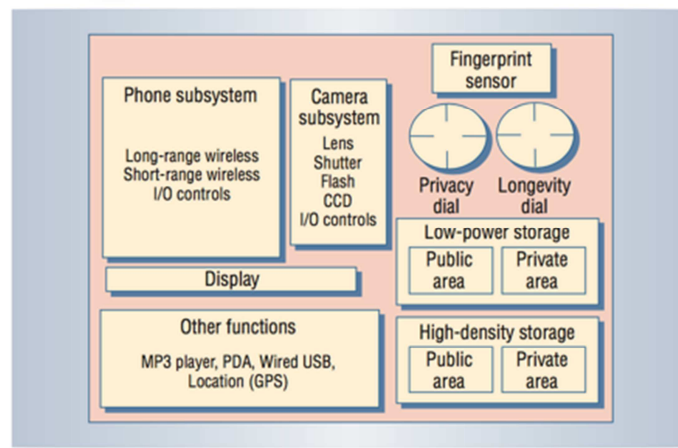 Phone subsystem
Long-range wireless
Short-range wireless
I/O controls
Camera
subsystem
Lens
Shutter
Flash
CCD
I/O controls
Fingerprint
sensor
Privacy
dial
Longevity
dial
Low-power storage
Public
area
Private
area
Display
Other functions
MP3 player, PDA, Wired USB,
Location (GPS)
High-density storage
Public
area
Private
area